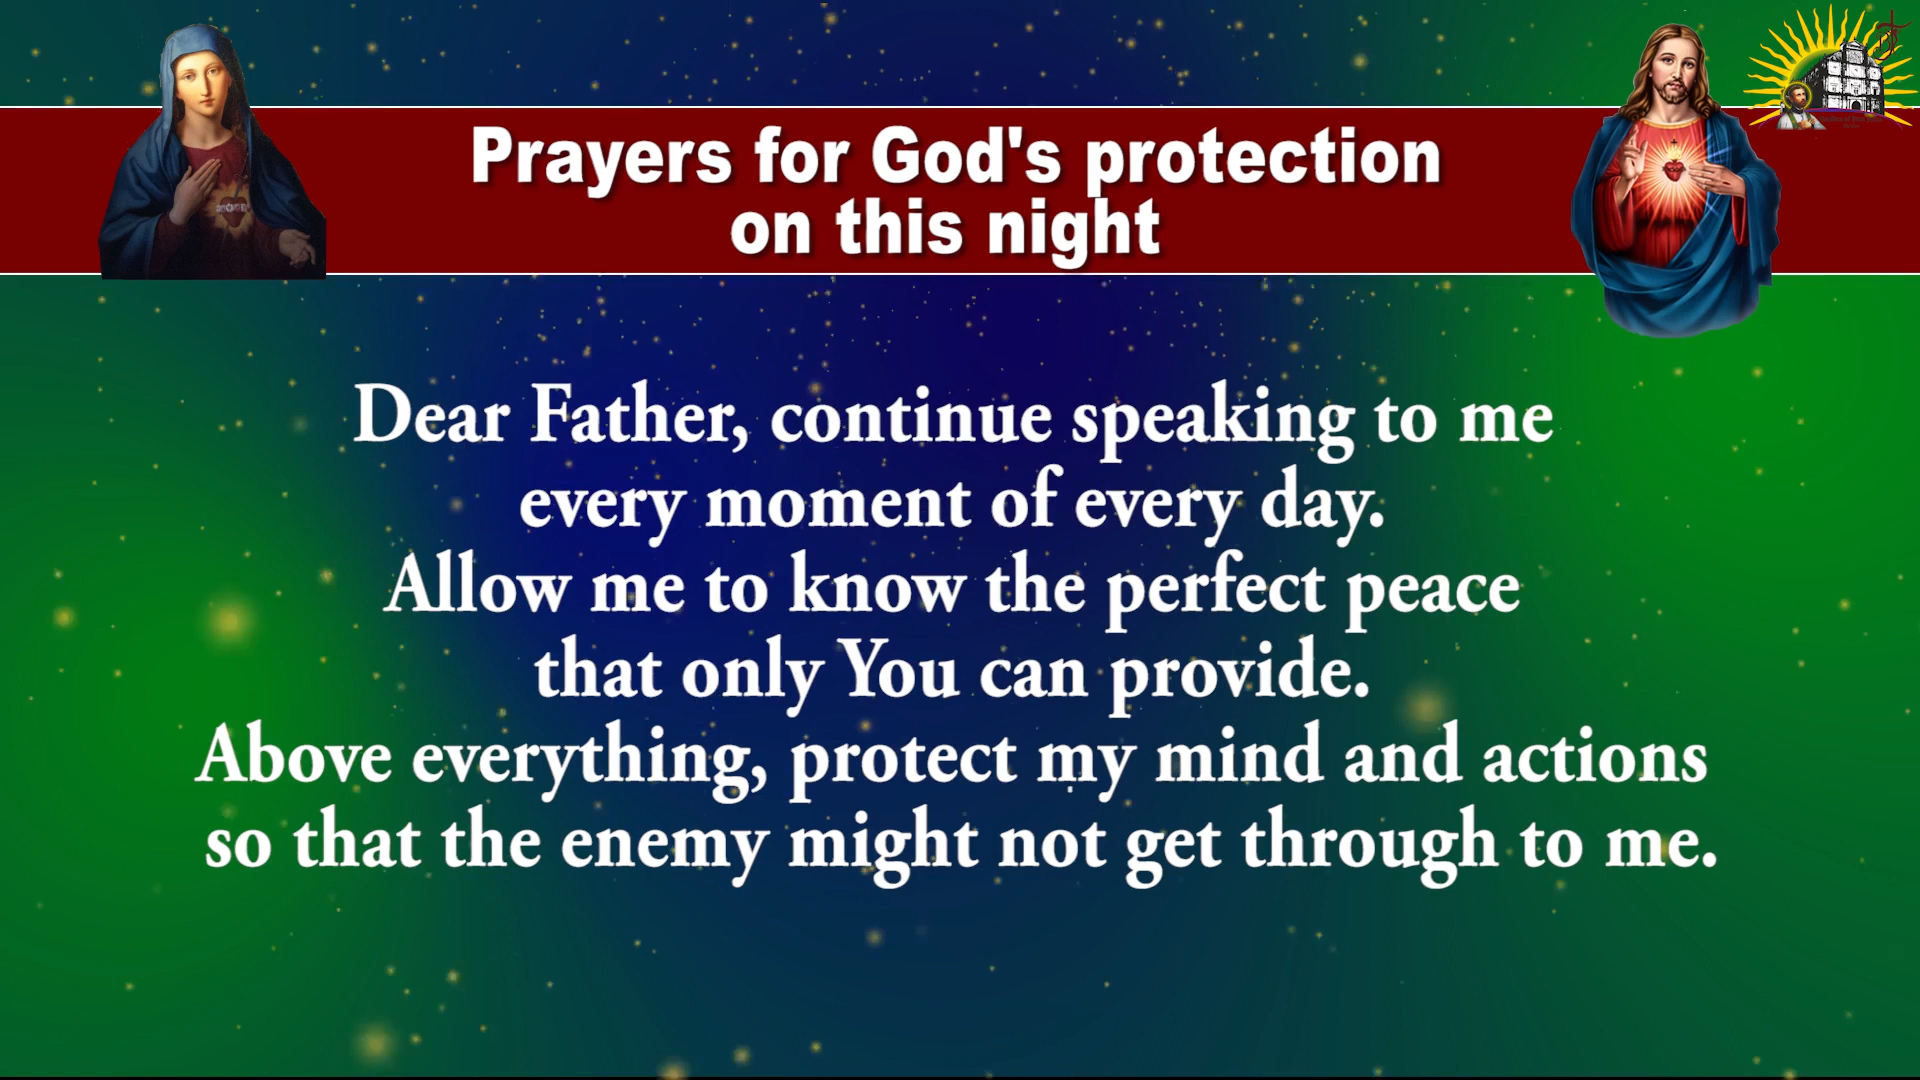 Prayers for God's protection
on this night
Dear Father, continue speaking to me
every moment of every day.
Allow me to know the perfect peace
that only You can provide.
Above everything, protect my mind and actions
so that the enemy might not get through to me.